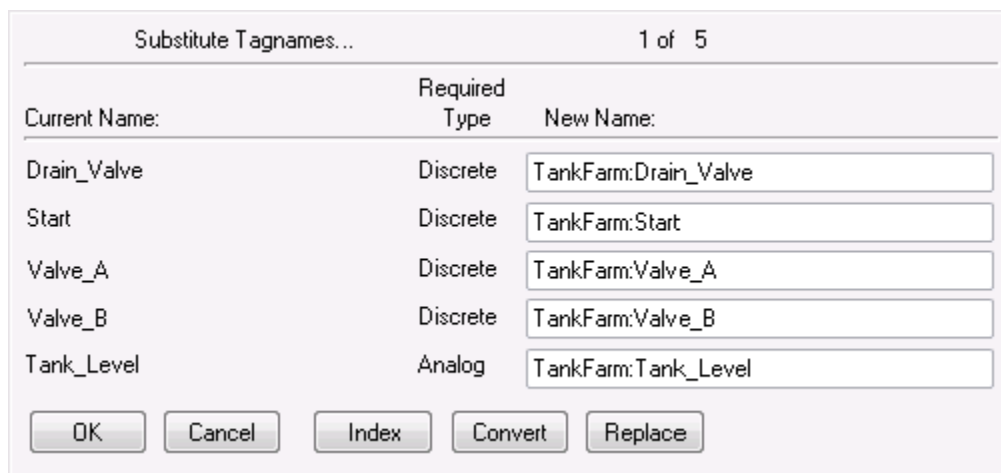 Substitute Tagnames... 1 of 5
Required
Current Name: Type New Name:
Drain_Valve Discrete TankFarm:Drain_Valve
Start Discrete TankFarm:Start
Valve_A Discrete TankFarm:Valve_A
Valve_B Discrete TankFarm:Valve_B
Tank_Level Analog TankFarm:Tank_Level
OK Cancel Index Convert Replace